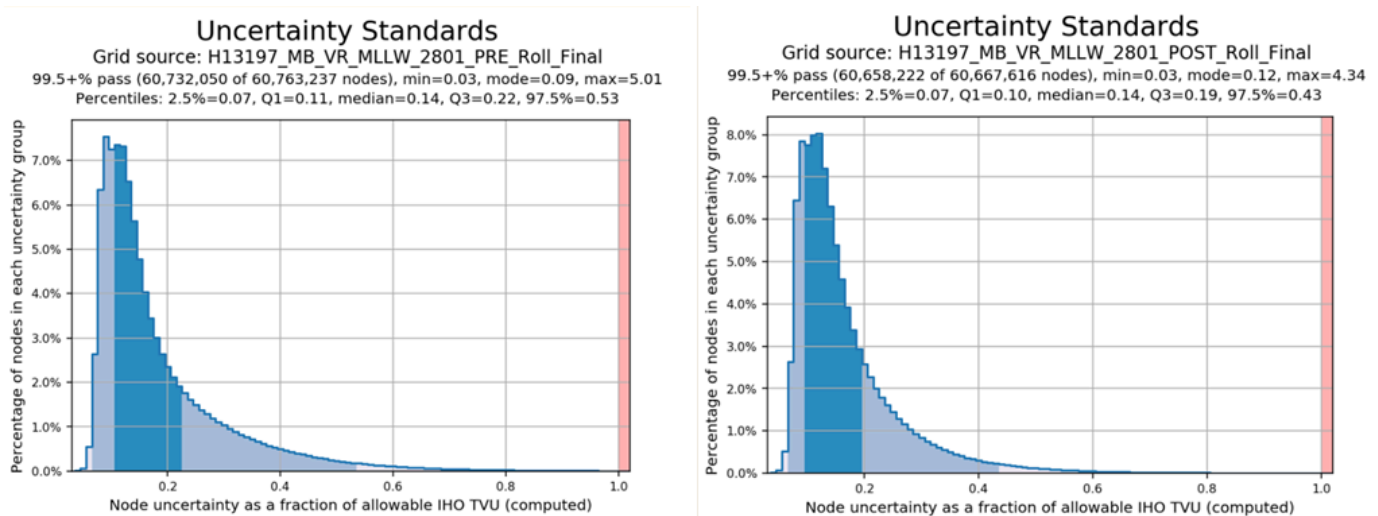 Uncertainty Standards
Grid source: H13197_MB_VR_MLLW_2801_PRE_Roll_Final
99.5+% pass (60,732,050 of 60,763,237 nodes), min=0.03, mode=0.09, max=5.01
Percentiles: 2.5%=0.07, Q1=0.11, median=0.14, Q3=0.22, 97.5%=0.53
Percentage of nodes in each uncertainty group
7.0%
6.0%
5.0%
4.0%
3.0%
2.0%
1.0%
0.0%
0.2
0.4
0.6
0.8
1.0
Node uncertainty as a fraction of allowable IHO TVU (computed)
Uncertainty Standards
Grid source: H13197_MB_VR_MLLW_2801_POST_Roll_Final
99.5+% pass (60,658,222 of 60,667,616 nodes), min=0.03, mode=0.12, max=4.34
Percentiles: 2.5%=0.07, Q1=0.10, median=0.14, Q3=0.19, 97.5%=0.43
Percentage of nodes in each uncertainty group
8.0%
7.0%
6.0%
5.0%
4.0%
3.0%
2.0%
1.0%
0.0%
0.2
0.4
0.6
0.8
1.0
Node uncertainty as a fraction of allowable IHO TVU (computed)